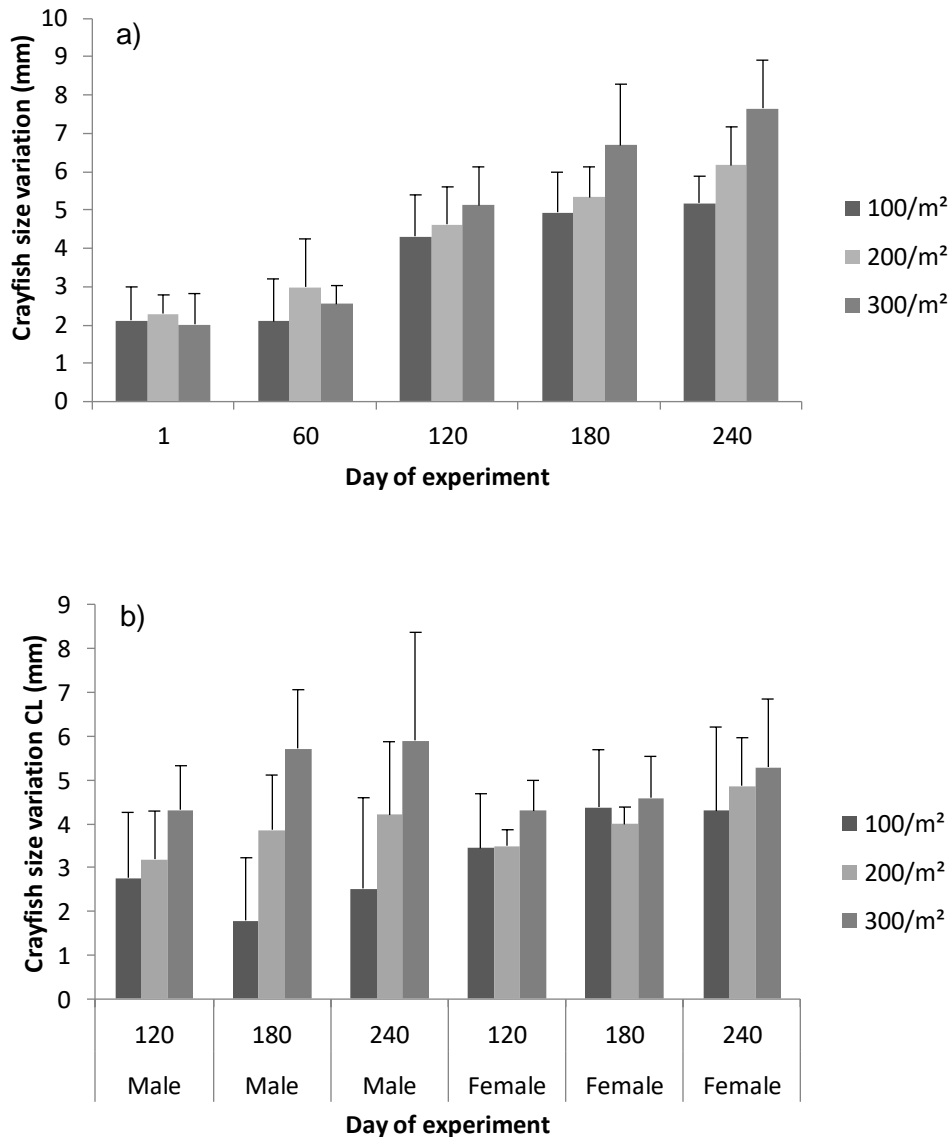 a)
Crayfish size variation (mm)
10
9
8
7
6
5
4
3
2
1
0
1 60 120 180 240
Day of experiment
100/m²
200/m²
300/m²
b)
Crayfish size variation CL (mm)
9
8
7
6
5
4
3
2
1
0
120 180 240 120 180 240
Male Male Male Female Female Female
Day of experiment
100/m²
200/m²
300/m²